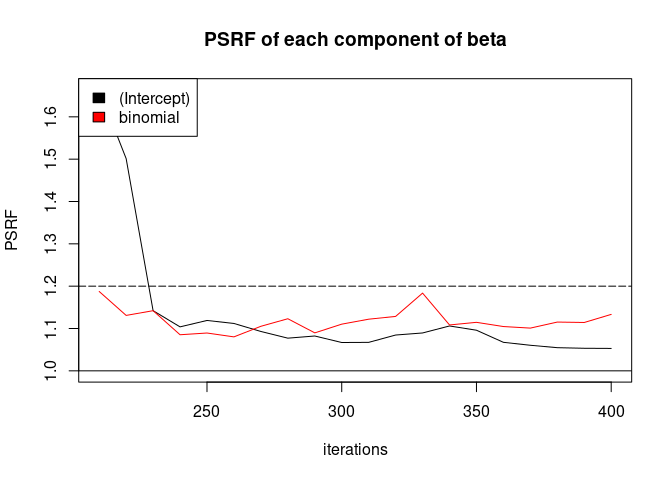 PSRF of each component of beta
(Intercept)
binomial
PSRF
1.6
1.5
1.4
1.3
1.2
1.1
1.0
250 300 350 400
iterations